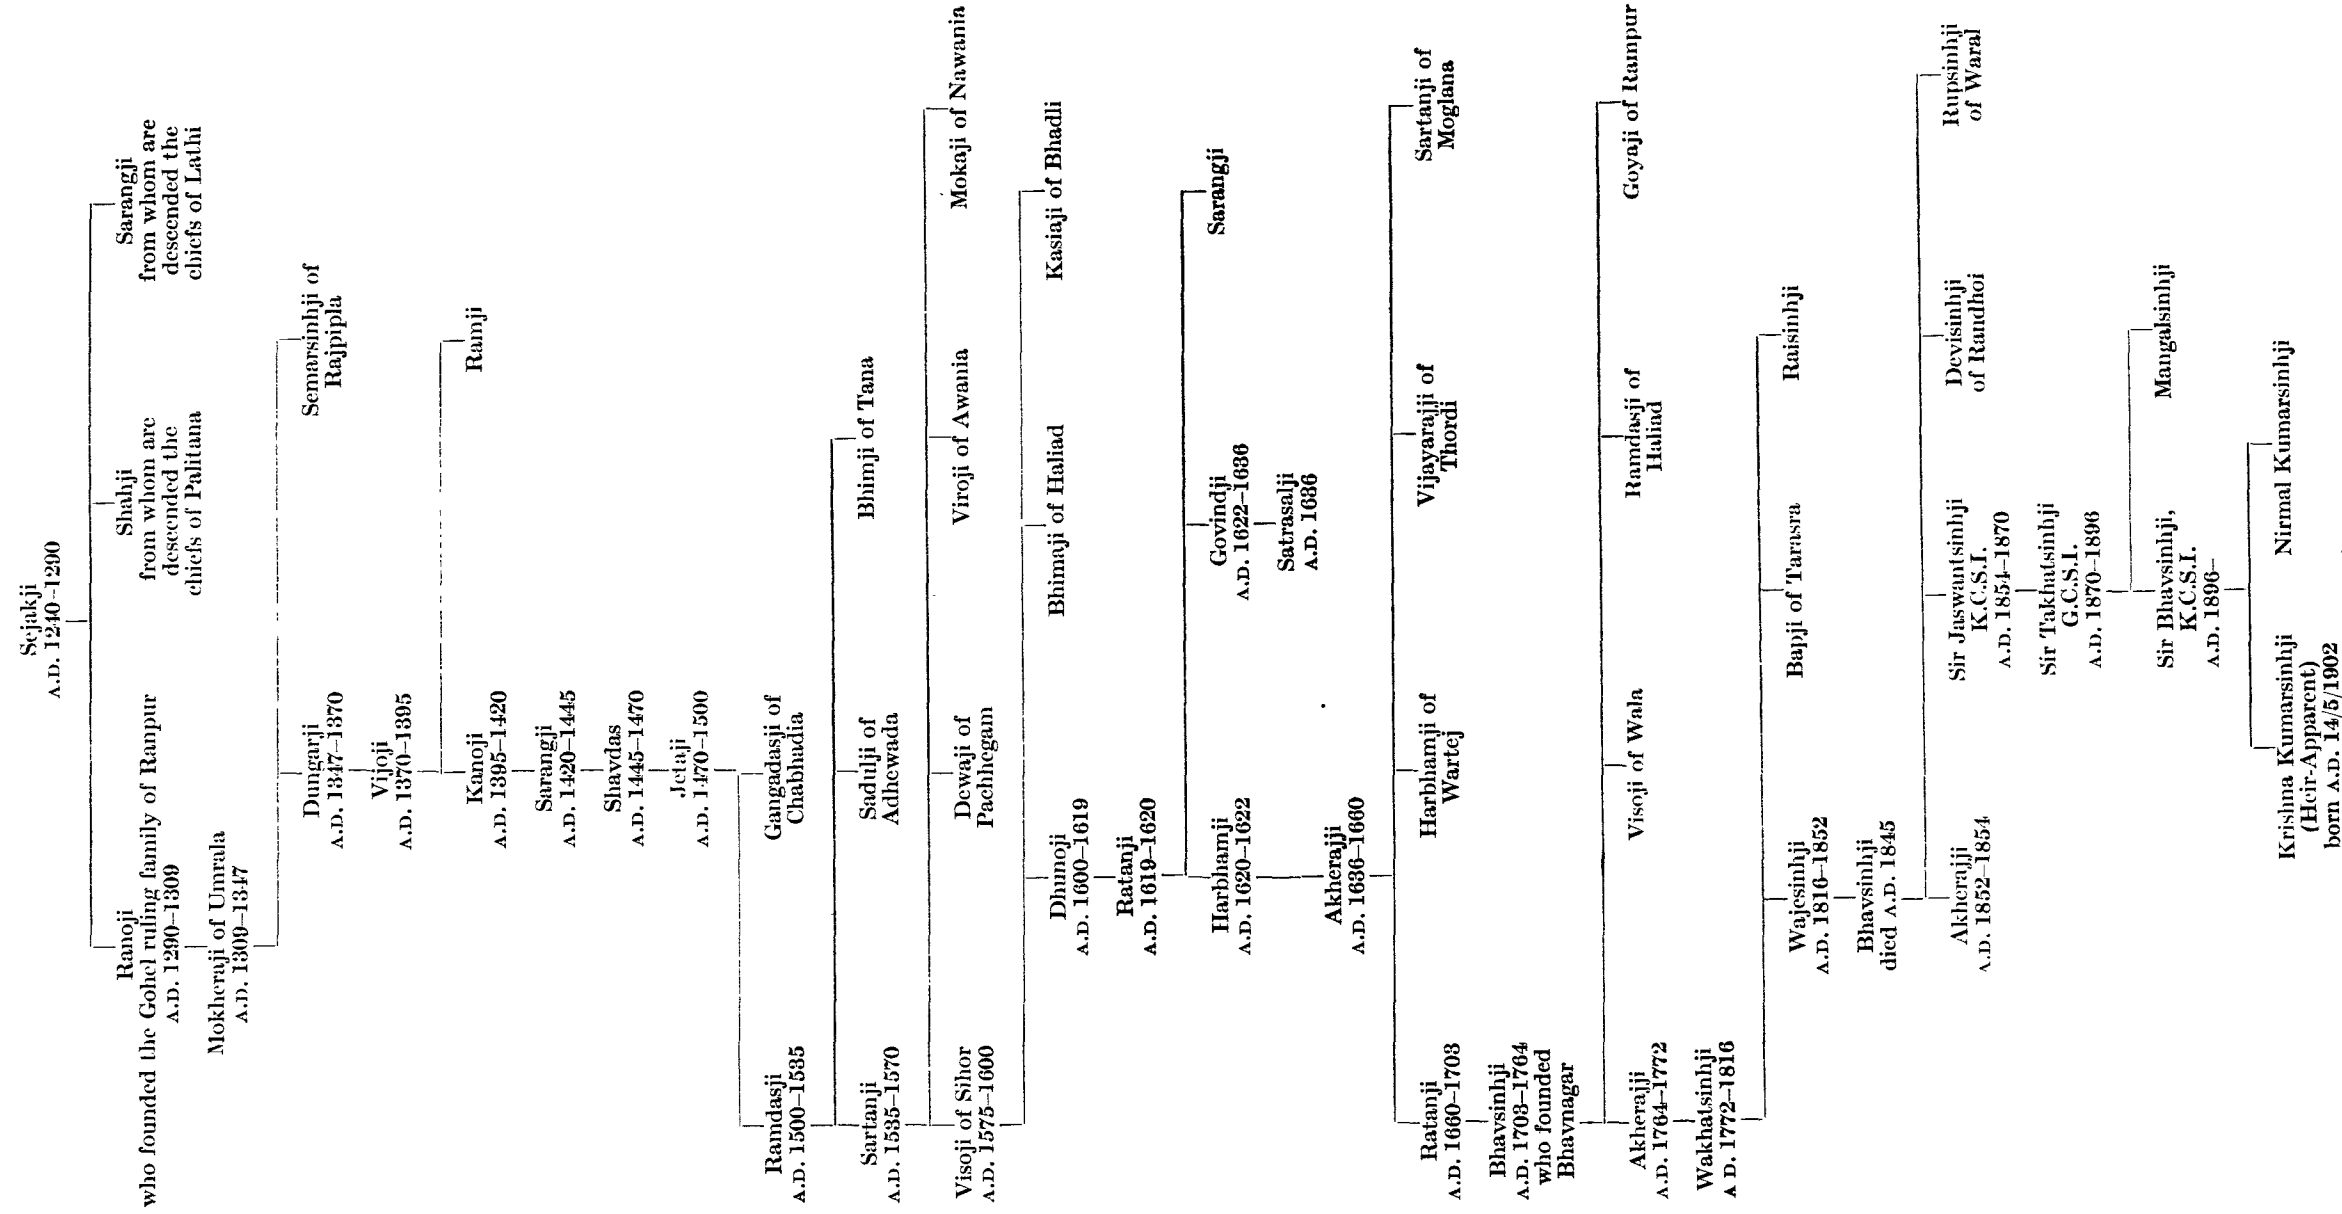 Sejakji
A.D. 1240–1290
Ranoji
who founded the Gohel ruling family of Ranpur
A.D. 1290–1309
Shahji
from whom are
descended the
chiefs of Palitana
Sarangji
from whom are
descended the
chiefs of Lathi
Mokheraji of Umrala
A.D. 1309–1347
Dungarji
A.D. 1347–1370
Semarsinhji of
Rajpipla
Vijoji
A.D. 1370–1395
Kanoji
A.D. 1395–1420
Ramji
Sarangji
A.D. 1420–1445
Shavdas
A.D. 1445–1470
Jetaji
A.D. 1470–1500
Ramdasji
A.D. 1500–1535
Gangadasji of
Chabhadia
Sartanji
A.D. 1535–1570
Sadulji of
Adhewada
Bhimji of Tana
Visoji of Sihor
A.D. 1575–1600
Dewaji of
Pachhegam
Viroji of Awania
Mokaji of Nawania
Dhunoji
A.D. 1600–1619
Bhimaji of Haliad
Kasiaji of Bhadli
Ratanji
A.D. 1619–1620
Harbhamji
A.D. 1620–1622
Govindji
A.D. 1622–1636
Sarangji
Satrasalji
A.D. 1636
Akherajji
A.D. 1636–1660
Ratanji
A.D. 1660–1703
Harbhamji of
Wartej
Vijayarajji of
Thordi
Sartanji of
Moglana
Bhavsinhji
A.D. 1703–1764
who founded
Bhavnagar
Akherajji
A.D. 1764–1772
Visoji of Wala
Ramdasji of
Haliad
Goyaji of Rampur
Wakhatsinhji
A D. 1772–1816
Wajesinhji
A.D. 1816–1852
Bapji of Tarasra
Raisinhji
Bhavsinhji
died A.D. 1845
Akherajji
A.D. 1852–1854
Sir Jaswantsinhji
K.C.S.I.
A.D. 1854–1870
Devisinhji
of Randhoi
Rupsinhji
of Waral
Sir Takhatsinhji
G.C.S.I.
A.D. 1870–1896
Sir Bhavsinhji,
K.C.S.I.
A.D. 1896–
Mangalsinhji
Krishna Kumarsinhji
(Heir-Apparent)
born A.D. 14/5/1902
Nirmal Kumarsinhji